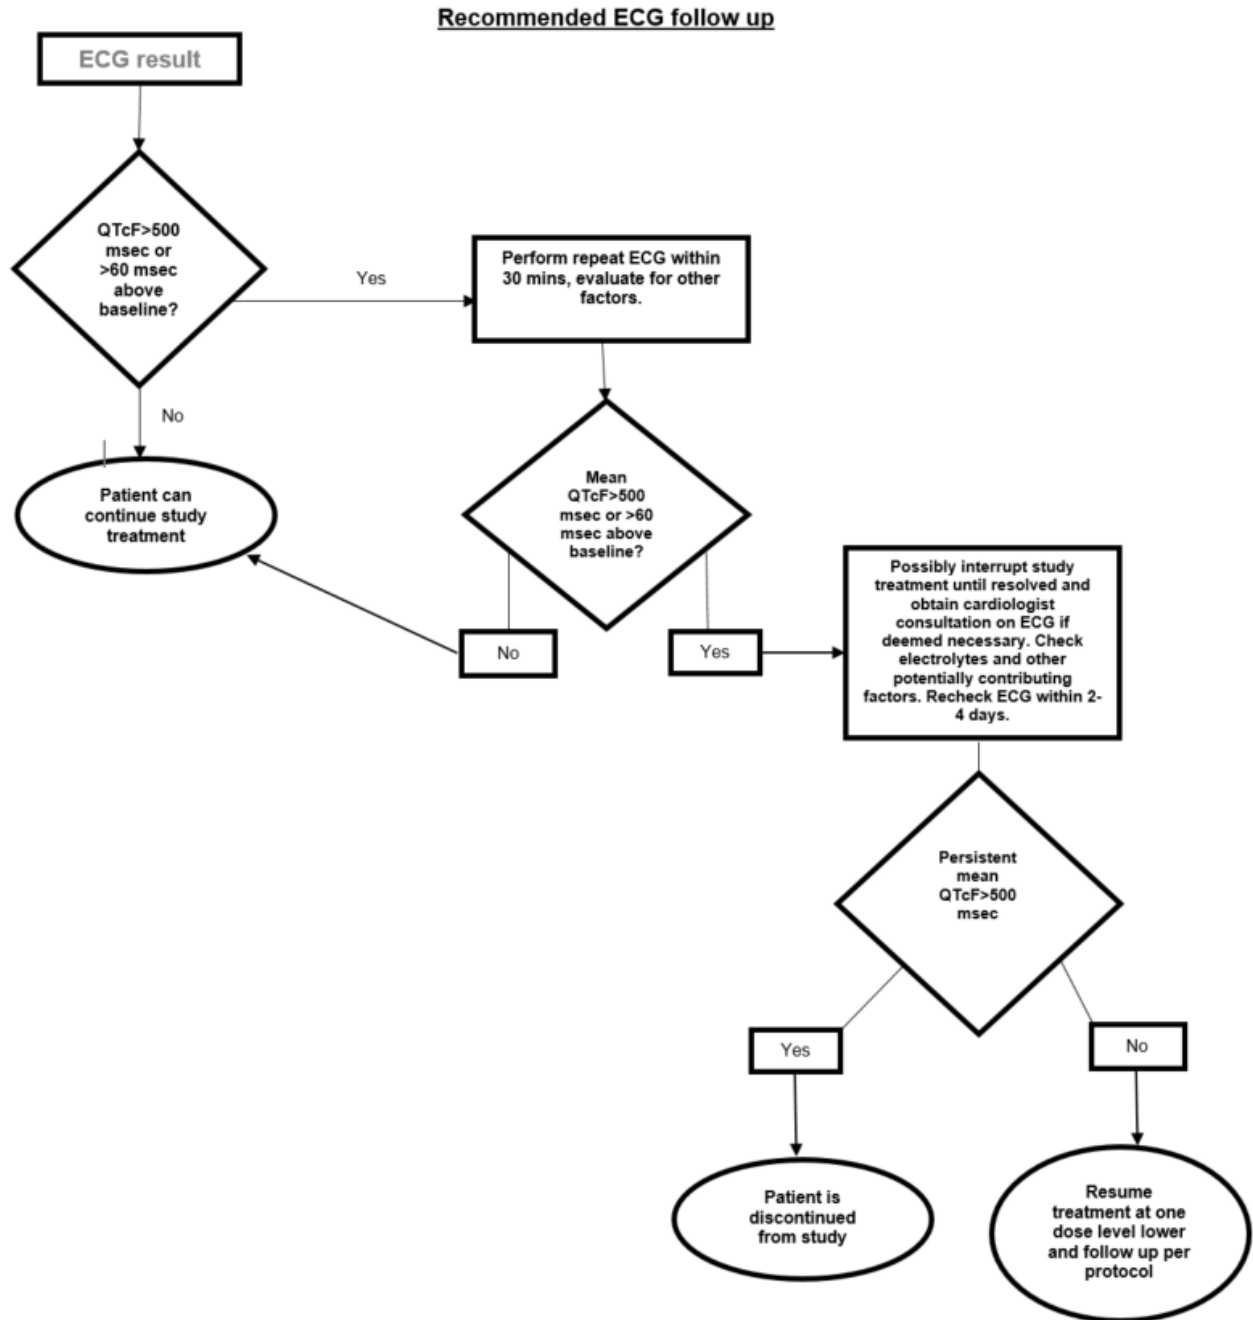 Recommended ECG follow up
ECG result
QTcF>500
msec or
>60 msec
above
baseline?
Yes
Perform repeat ECG within
30 mins, evaluate for other
factors.
No
Patient can
continue study
treatment
Mean
QTcF>500
msec or >60
msec above
baseline?
No
Yes
Possibly interrupt study
treatment until resolved and
obtain cardiologist
consultation on ECG if
deemed necessary. Check
electrolytes and other
potentially contributing
factors. Recheck ECG within 2-
4 days.
Persistent
mean
QTcF>500
msec
Yes
No
Patient is
discontinued
from study
Resume
treatment at one
dose level lower
and follow up per
protocol